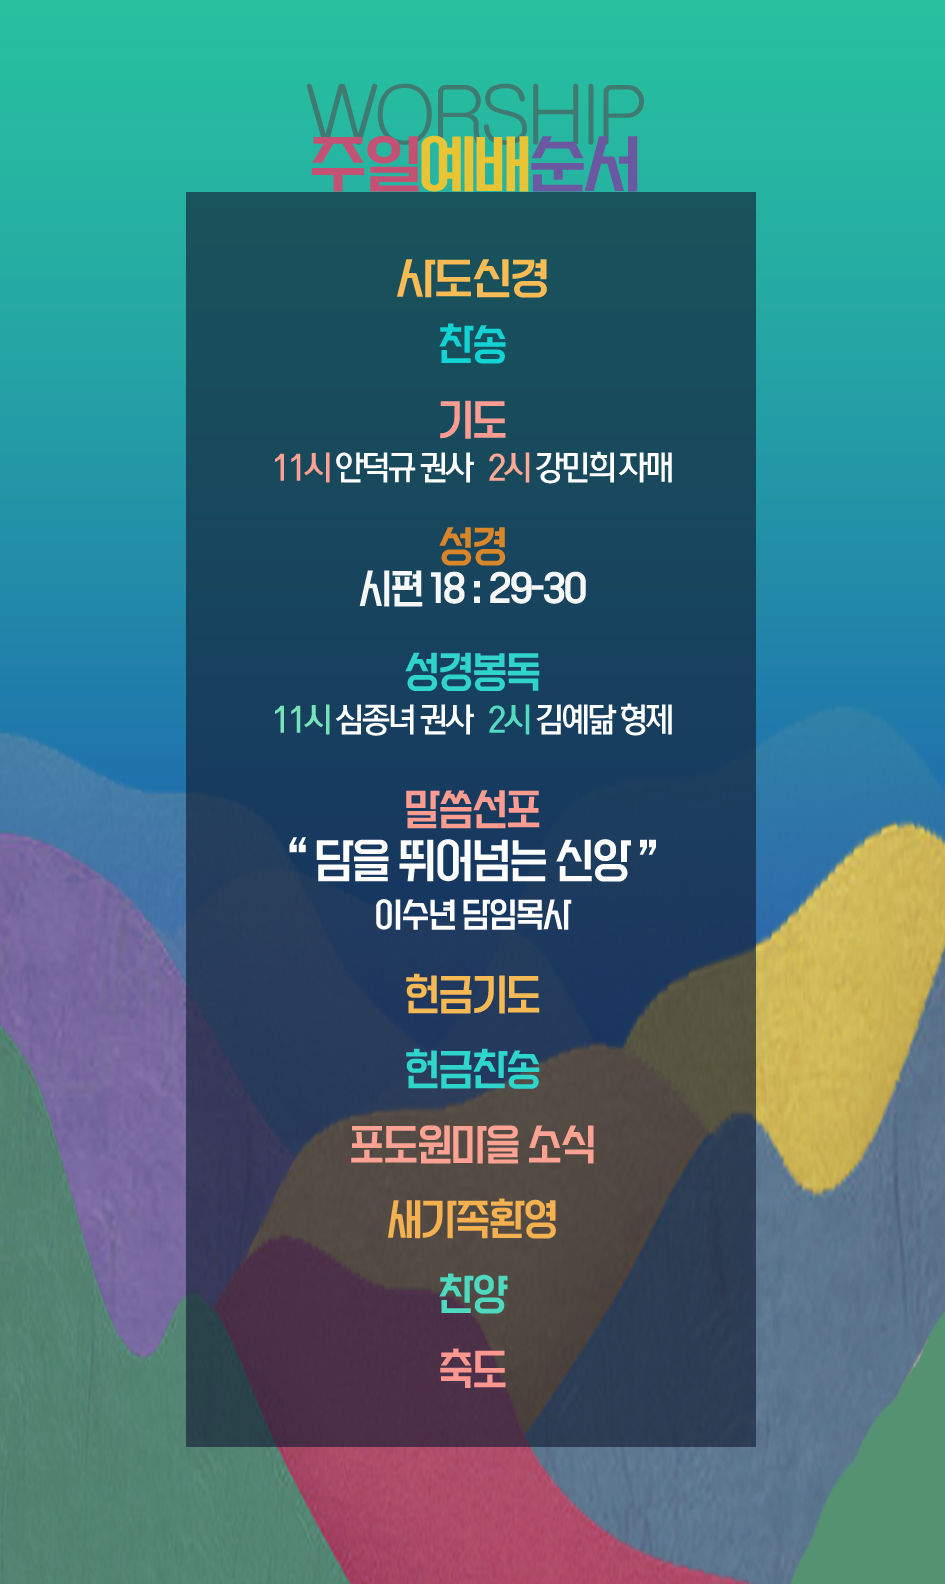 WORSHIP
주일예배순서
사도신경
찬송
기도
11시 안덕규 권사 2시 강민희 자매
성경
시편 18 : 29-30
성경봉독
11시 심종녀 권사 2시 김예닮 형제
말씀선포
“ 담을 뛰어넘는 신앙 ”
이수년 담임목사
헌금기도
헌금찬송
포도원마을 소식
새가족환영
찬양
축도